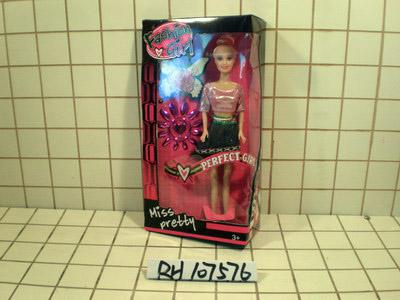 Fashion
Girl
PERFECT GIRL
Miss
pretty
3+
RH 107576